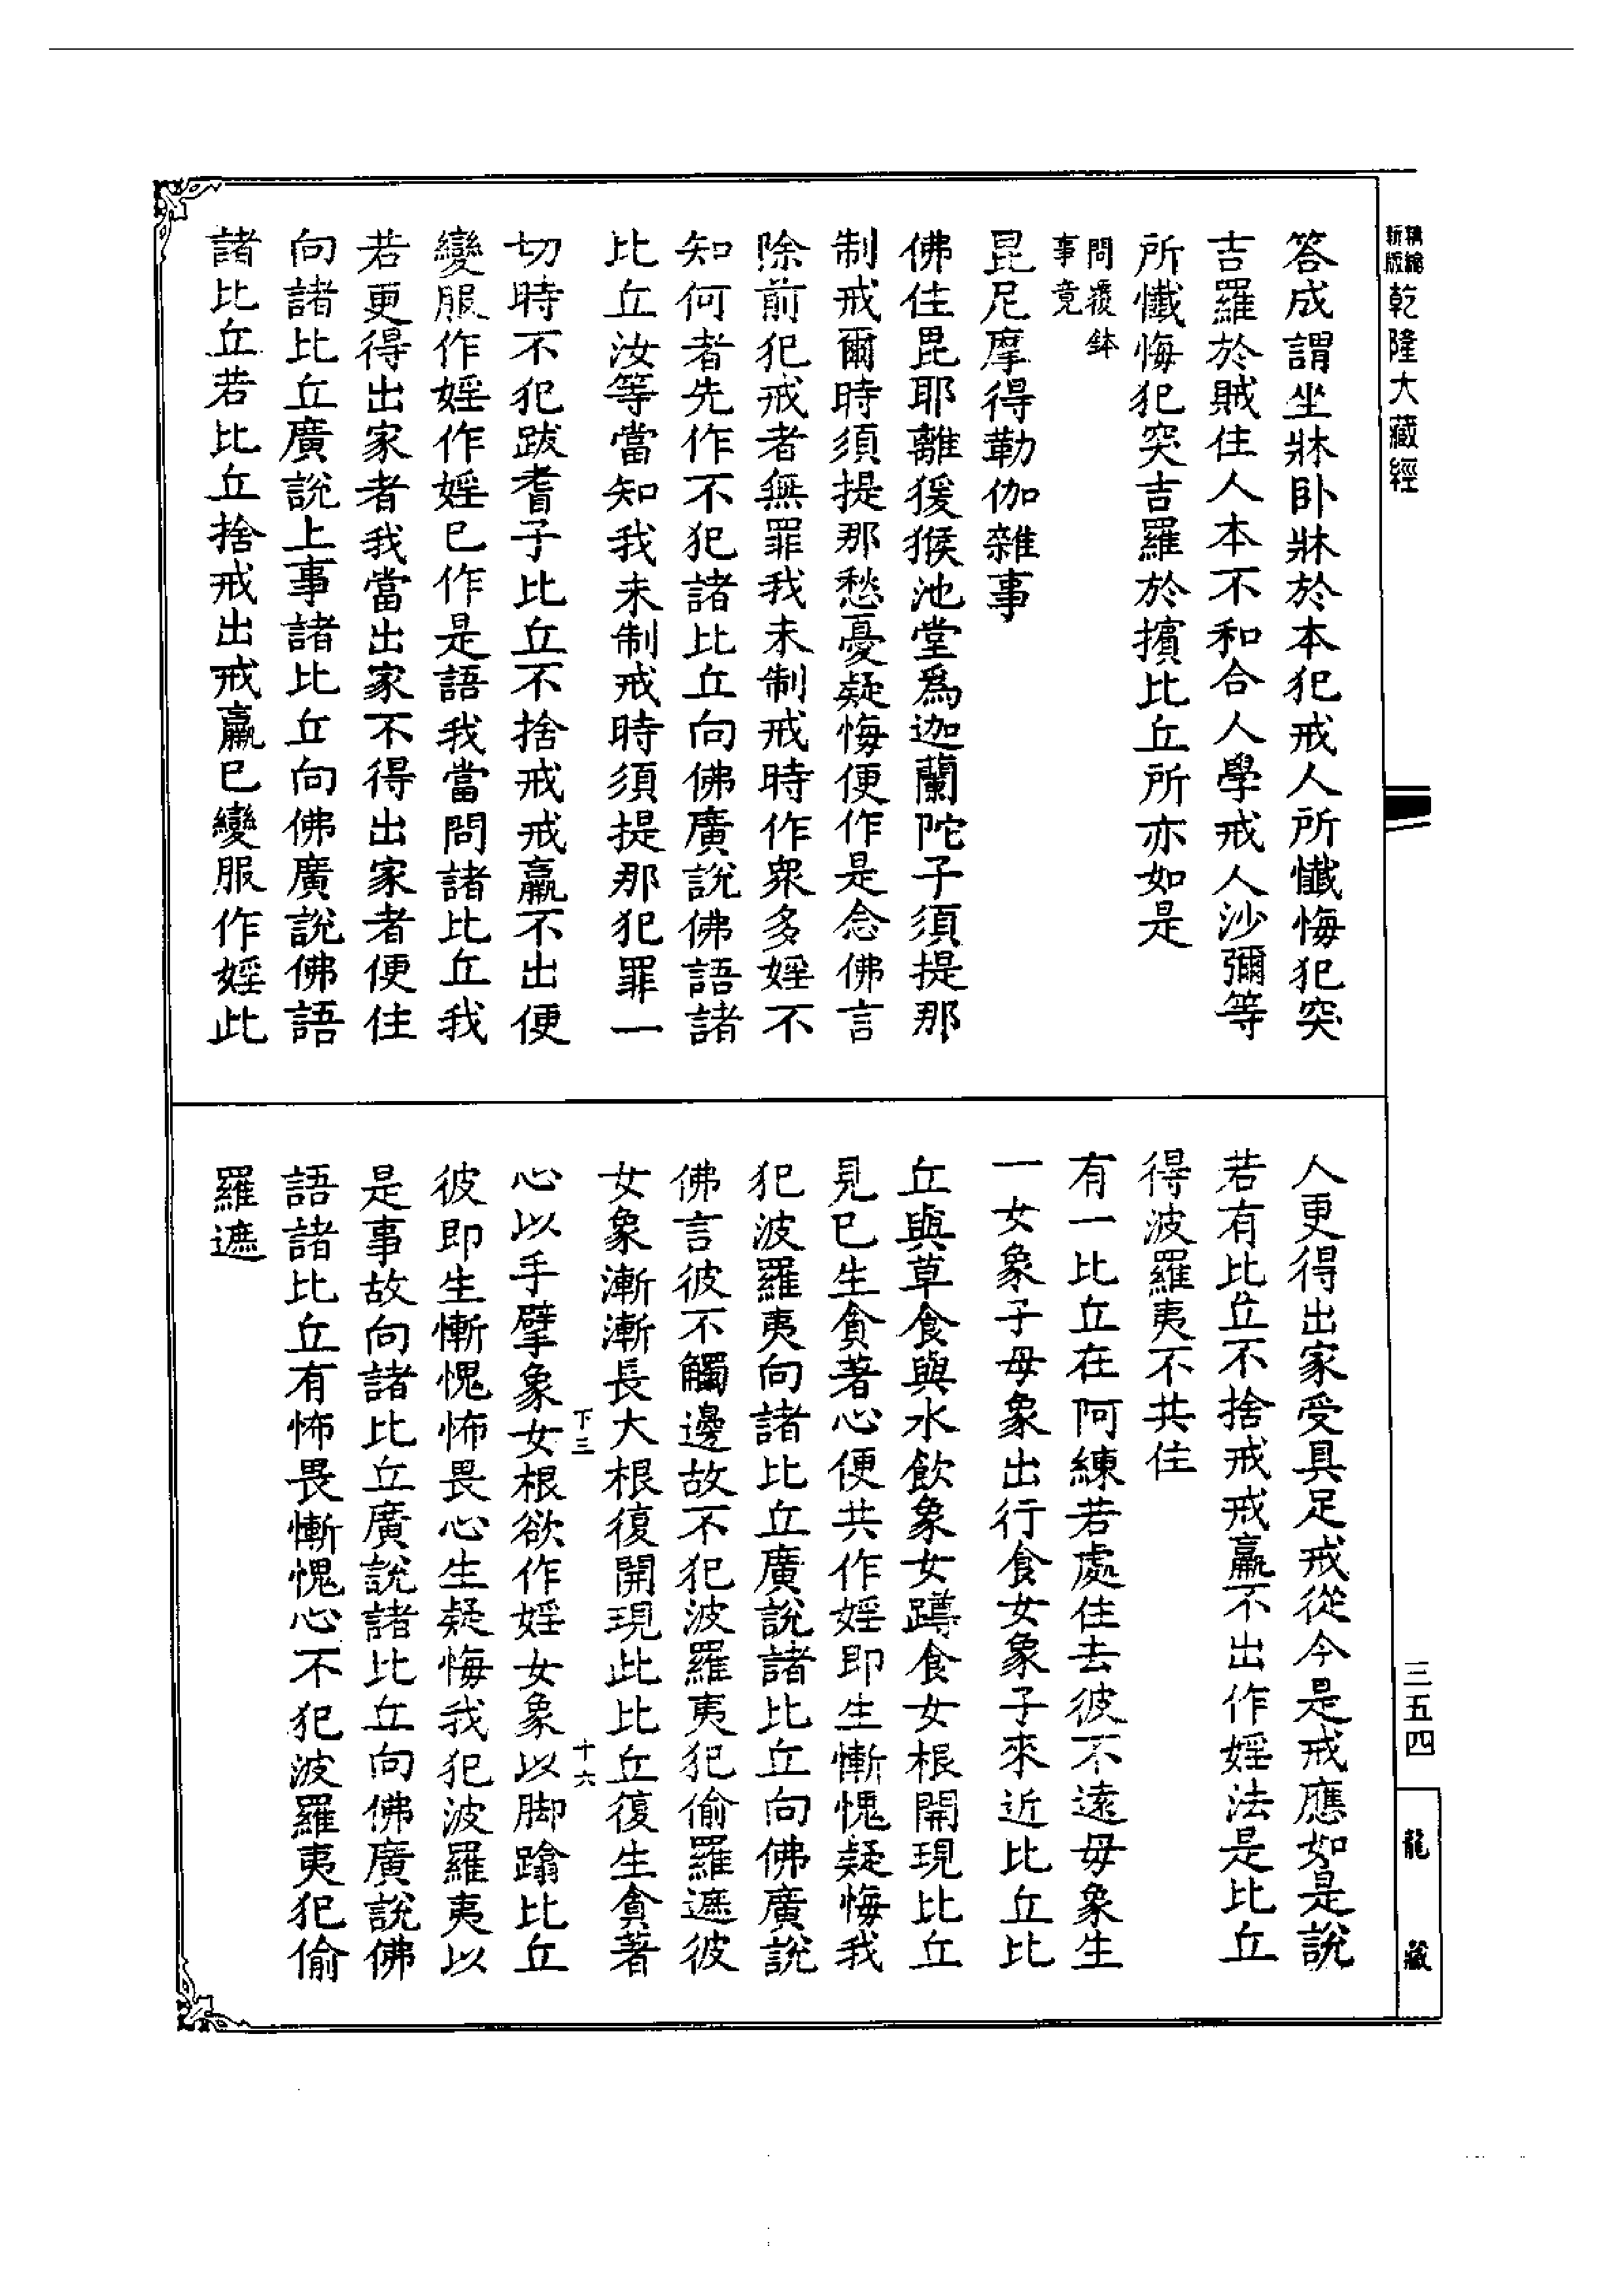 精縮
新版
乾隆大藏經
三五四
龍藏
答成謂坐牀卧牀於本犯戒人所懺悔犯突
吉羅於賊住人本不和合人學戒人沙彌等
所懺悔犯突吉羅於擯比丘所亦如是
問覆鉢
事竟
毘尼摩得勒伽雜事
佛住毘耶離獼猴池堂爲迦蘭陀子須提那
制戒爾時須提那愁憂疑悔便作是念佛言
除前犯戒者無罪我未制戒時作衆多婬不
知何者先作不犯諸比丘向佛廣說佛語諸
比丘汝等當知我未制戒時須提那犯罪一
切時不犯跋耆子比丘不捨戒戒羸不出便
變服作婬作婬已作是語我當問諸比丘我
若更得出家者我當出家不得出家者便住
向諸比丘廣說上事諸比丘向佛廣說佛語
諸比丘若比丘捨戒出戒羸已變服作婬此
人更得出家受具足戒從今是戒應如是說
若有比丘不捨戒戒羸不出作婬法是比丘
得波羅夷不共住
有一比丘在阿練若處住去彼不遠母象生
一女象子母象出行食女象子來近比丘比
丘與草食與水飲象女蹲食女根開現比丘
見已生貪著心便共作婬即生慚愧疑悔我
犯波羅夷向諸比丘廣說諸比丘向佛廣說
佛言彼不觸邊故不犯波羅夷犯偷羅遮彼
女象漸漸長大根復開現此比丘復生貪著
下三
十六
心以手擘象女根欲作婬女象以脚蹹比丘
彼即生慚愧怖畏心生疑悔我犯波羅夷以
是事故向諸比丘廣說諸比丘向佛廣說佛
語諸比丘有怖畏慚愧心不犯波羅夷犯偷
羅遮